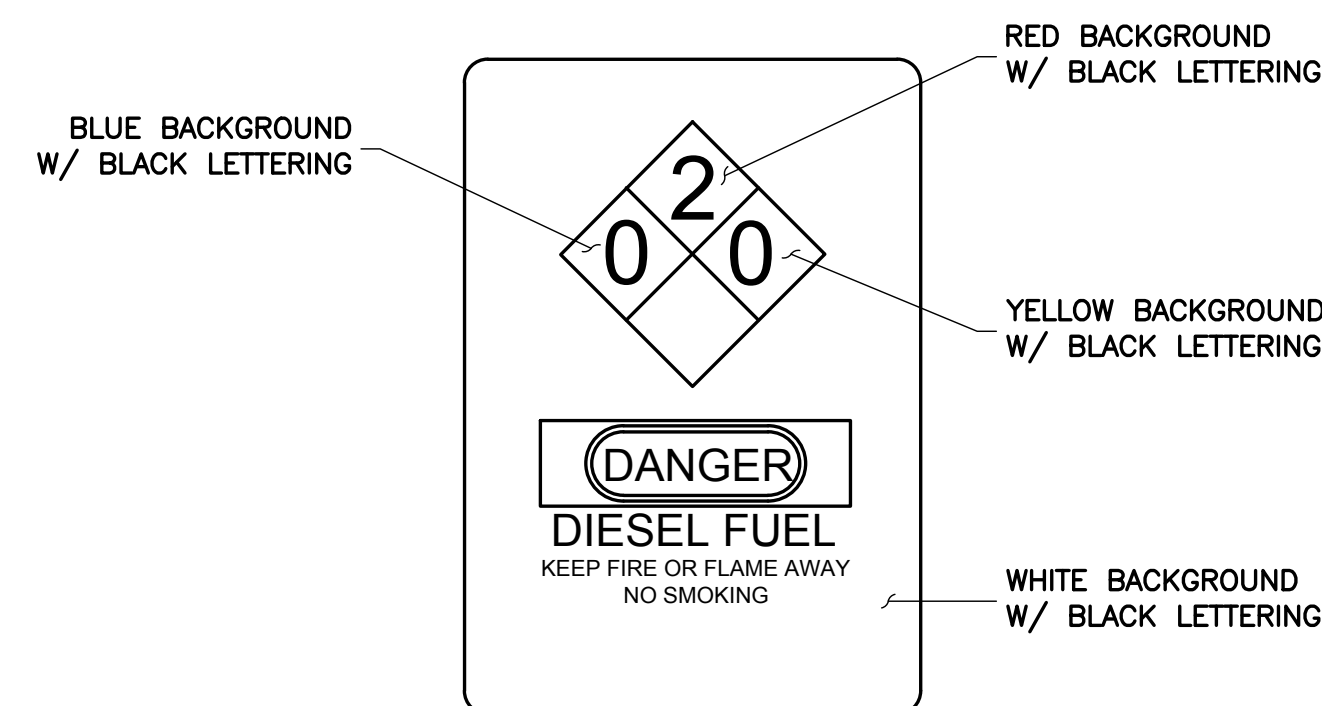 RED BACKGROUND
W/ BLACK LETTERING
BLUE BACKGROUND
W/ BLACK LETTERING
2
0
0
YELLOW BACKGROUND
W/ BLACK LETTERING
DANGER
DIESEL FUEL
KEEP FIRE OR FLAME AWAY
NO SMOKING
WHITE BACKGROUND
W/ BLACK LETTERING